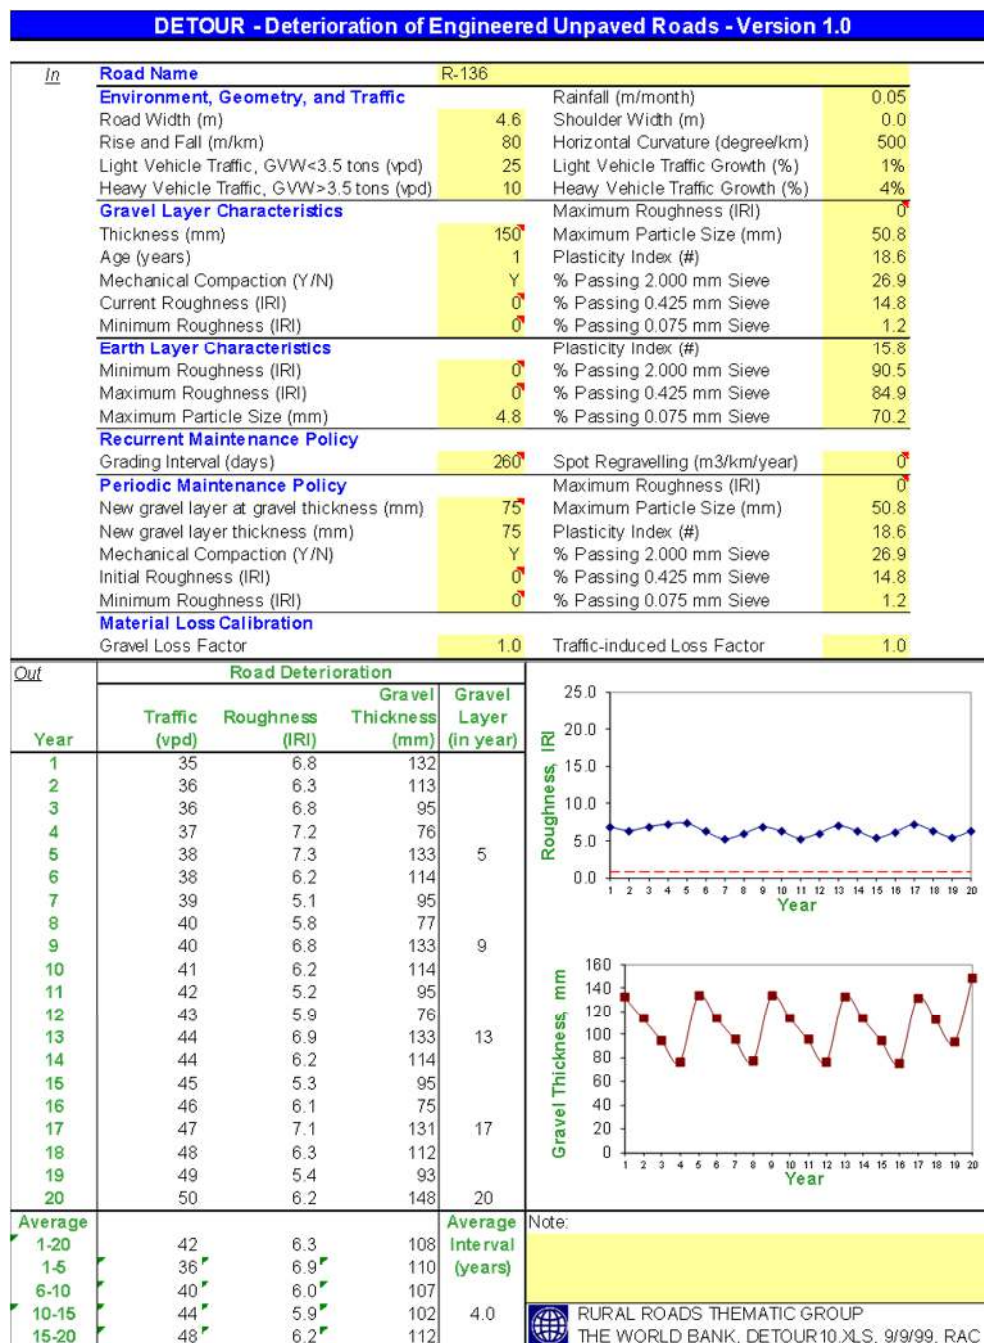 DETOUR - Deterioration of Engineered Unpaved Roads - Version 1.0
In Road Name R-136
Environment, Geometry, and Traffic Rainfall (m/month) 0.05
Road Width (m) 4.6 Shoulder Width (m) 0.0
Rise and Fall (m/km) 80 Horizontal Curvature (degree/km) 500
Light Vehicle Traffic, GVW<3.5 tons (vpd) 25 Light Vehicle Traffic Growth (%) 1%
Heavy Vehicle Traffic, GVW>3.5 tons (vpd) 10 Heavy Vehicle Traffic Growth (%) 4%
Gravel Layer Characteristics Maximum Roughness (IRI) 0
Thickness (mm) 150 Maximum Particle Size (mm) 50.8
Age (years) 1 Plasticity Index (#) 18.6
Mechanical Compaction (Y/N) Y % Passing 2.000 mm Sieve 26.9
Current Roughness (IRI) 0 % Passing 0.425 mm Sieve 14.8
Minimum Roughness (IRI) 0 % Passing 0.075 mm Sieve 1.2
Earth Layer Characteristics Plasticity Index (#) 15.8
Minimum Roughness (IRI) 0 % Passing 2.000 mm Sieve 90.5
Maximum Roughness (IRI) 0 % Passing 0.425 mm Sieve 84.9
Maximum Particle Size (mm) 4.8 % Passing 0.075 mm Sieve 70.2
Recurrent Maintenance Policy
Grading Interval (days) 260 Spot Regravelling (m3/km/year) 0
Periodic Maintenance Policy Maximum Roughness (IRI) 0
New gravel layer at gravel thickness (mm) 75 Maximum Particle Size (mm) 50.8
New gravel layer thickness (mm) 75 Plasticity Index (#) 18.6
Mechanical Compaction (Y/N) Y % Passing 2.000 mm Sieve 26.9
Initial Roughness (IRI) 0 % Passing 0.425 mm Sieve 14.8
Minimum Roughness (IRI) 0 % Passing 0.075 mm Sieve 1.2
Material Loss Calibration
Gravel Loss Factor 1.0 Traffic-induced Loss Factor 1.0
Out Road Deterioration
Gravel Gravel
Traffic Roughness Thickness Layer
Year (vpd) (IRI) (mm) (in year)
1 35 6.8 132
2 36 6.3 113
3 36 6.8 95
4 37 7.2 76
5 38 7.3 133 5
6 38 6.2 114
7 39 5.1 95
8 40 5.8 77
9 40 6.8 133 9
10 41 6.2 114
11 42 5.2 95
12 43 5.9 76
13 44 6.9 133 13
14 44 6.2 114
15 45 5.3 95
16 46 6.1 75
17 47 7.1 131 17
18 48 6.3 112
19 49 5.4 93
20 50 6.2 148 20
Average Average
1-20 42 6.3 108 Interval
1-5 36 6.9 110 (years)
6-10 40 6.0 107
10-15 44 5.9 102 4.0
15-20 48 6.2 112
Roughness, IRI
25.0
20.0
15.0
10.0
5.0
0.0
1 2 3 4 5 6 7 8 9 10 11 12 13 14 15 16 17 18 19 20
Year
Gravel Thickness, mm
160
140
120
100
80
60
40
20
0
1 2 3 4 5 6 7 8 9 10 11 12 13 14 15 16 17 18 19 20
Year
Note:
RURAL ROADS THEMATIC GROUP
THE WORLD BANK, DETOUR10.XLS, 9/9/99, RAC